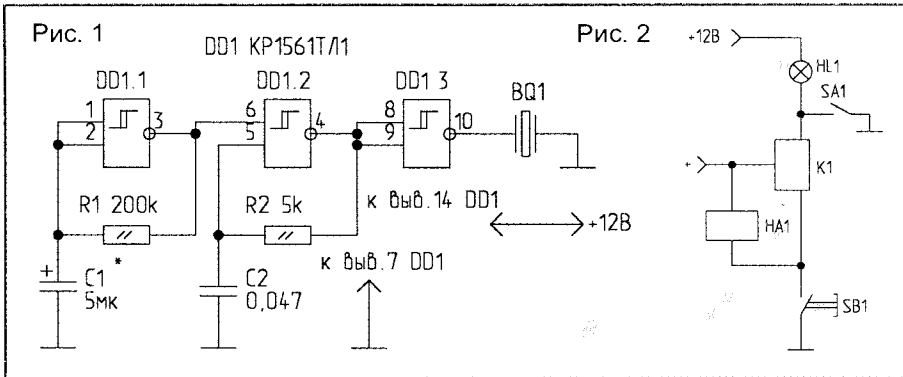 Рис. 1
DD1 КР1561ТЛ1
Рис. 2
DD1.1
DD1.2
DD1 3
BQ1
1
2
3
6
5
4
8
9
10
R1 200k
*
R2 5k
к выв.14 DD1
+12В
к выв.7 DD1
+
C1
5мк
C2
0,047
+12В
HL1
SA1
+
K1
HA1
SB1